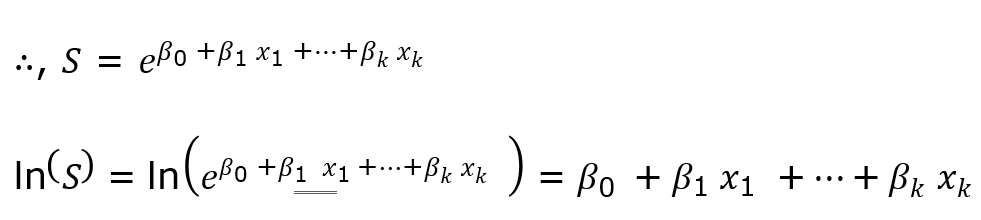 ∴, S = e^{β₀ + β₁ x₁ + ⋯ + βₖ xₖ}
ln(S) = ln(e^{β₀ + β₁ x₁ + ⋯ + βₖ xₖ}) = β₀ + β₁ x₁ + ⋯ + βₖ xₖ